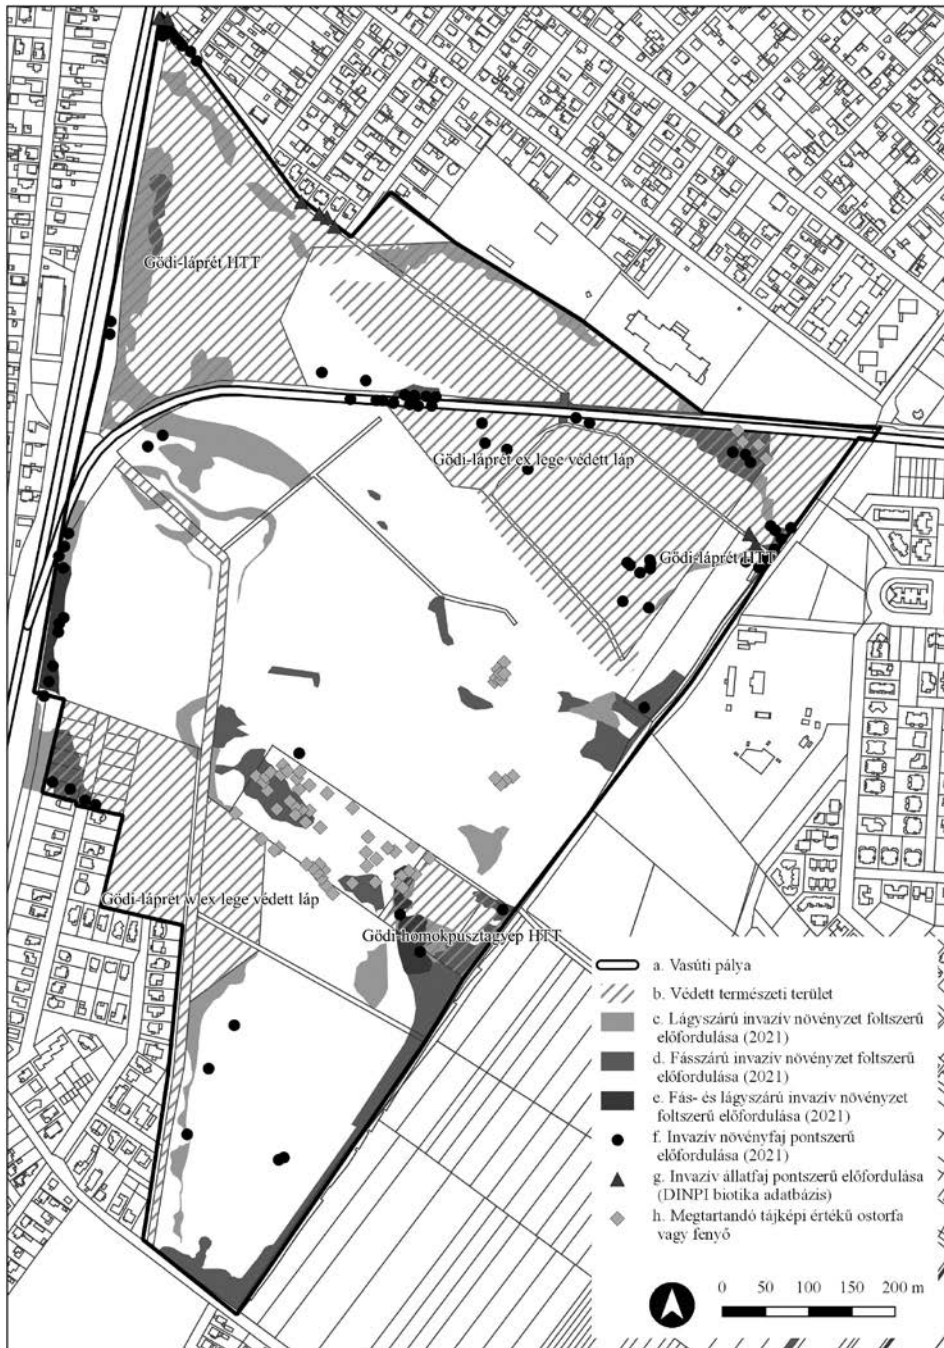 Gödi-láprét HTT
Gödi-láprét ex lege védett láp
Gödi-láprét HTT
Gödi-láprét w/ex lege védett láp
Gödi-homokpusztagyep HTT
a. Vasúti pálya
b. Védett természeti terület
c. Lágyszárú invazív növényzet foltszerű
előfordulása (2021)
d. Fásszárú invazív növényzet foltszerű
előfordulása (2021)
e. Fás- és lágyszárú invazív növényzet
foltszerű előfordulása (2021)
f. Invazív növényfaj pontszerű
előfordulása (2021)
g. Invazív állatfaj pontszerű előfordulása
(DINPI biotika adatbázis)
h. Megtartandó tájképi értékű ostorfa
vagy fenyő
0 50 100 150 200 m